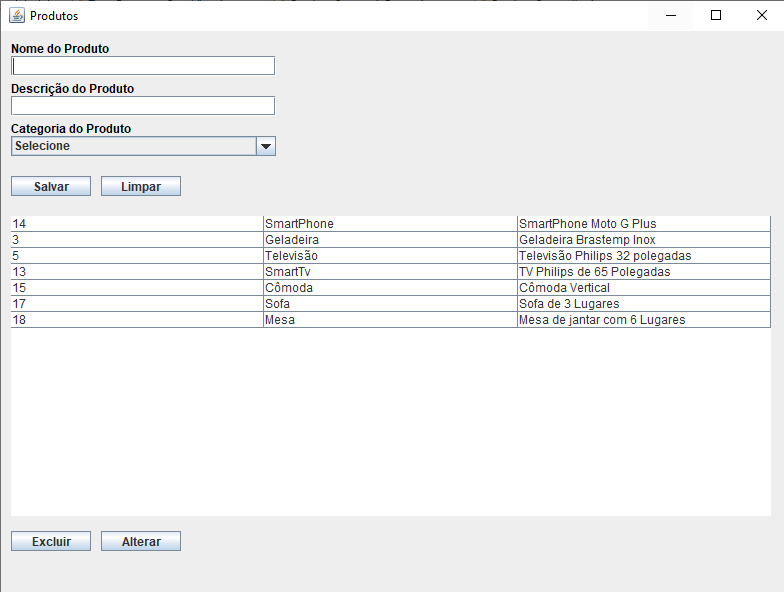 Produtos
Nome do Produto
Descrição do Produto
Categoria do Produto
Selecione
Salvar Limpar
14 SmartPhone SmartPhone Moto G Plus
3 Geladeira Geladeira Brastemp Inox
5 Televisão Televisão Philips 32 polegadas
13 SmartTv TV Philips de 65 Polegadas
15 Cômoda Cômoda Vertical
17 Sofa Sofa de 3 Lugares
18 Mesa Mesa de jantar com 6 Lugares
Excluir Alterar